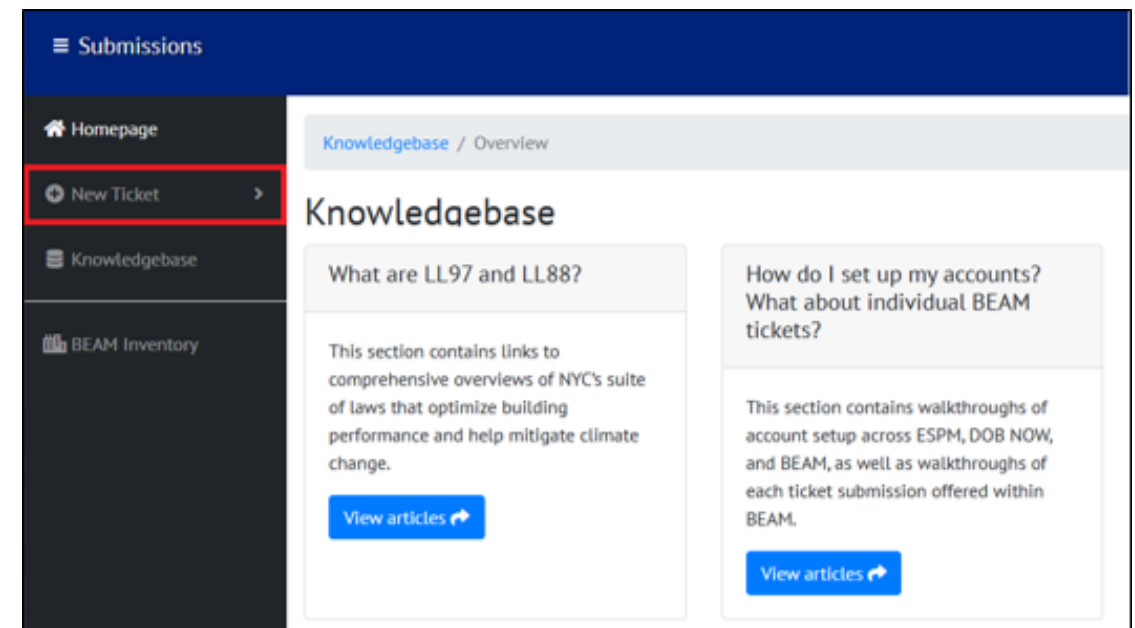 Submissions
Homepage
New Ticket
Knowledgebase
BEAM Inventory
Knowledgebase / Overview
Knowledgebase
What are LL97 and LL88?
This section contains links to
comprehensive overviews of NYC's suite
of laws that optimize building
performance and help mitigate climate
change.
View articles
How do I set up my accounts?
What about individual BEAM
tickets?
This section contains walkthroughs of
account setup across ESPM, DOB NOW,
and BEAM, as well as walkthroughs of
each ticket submission offered within
BEAM.
View articles